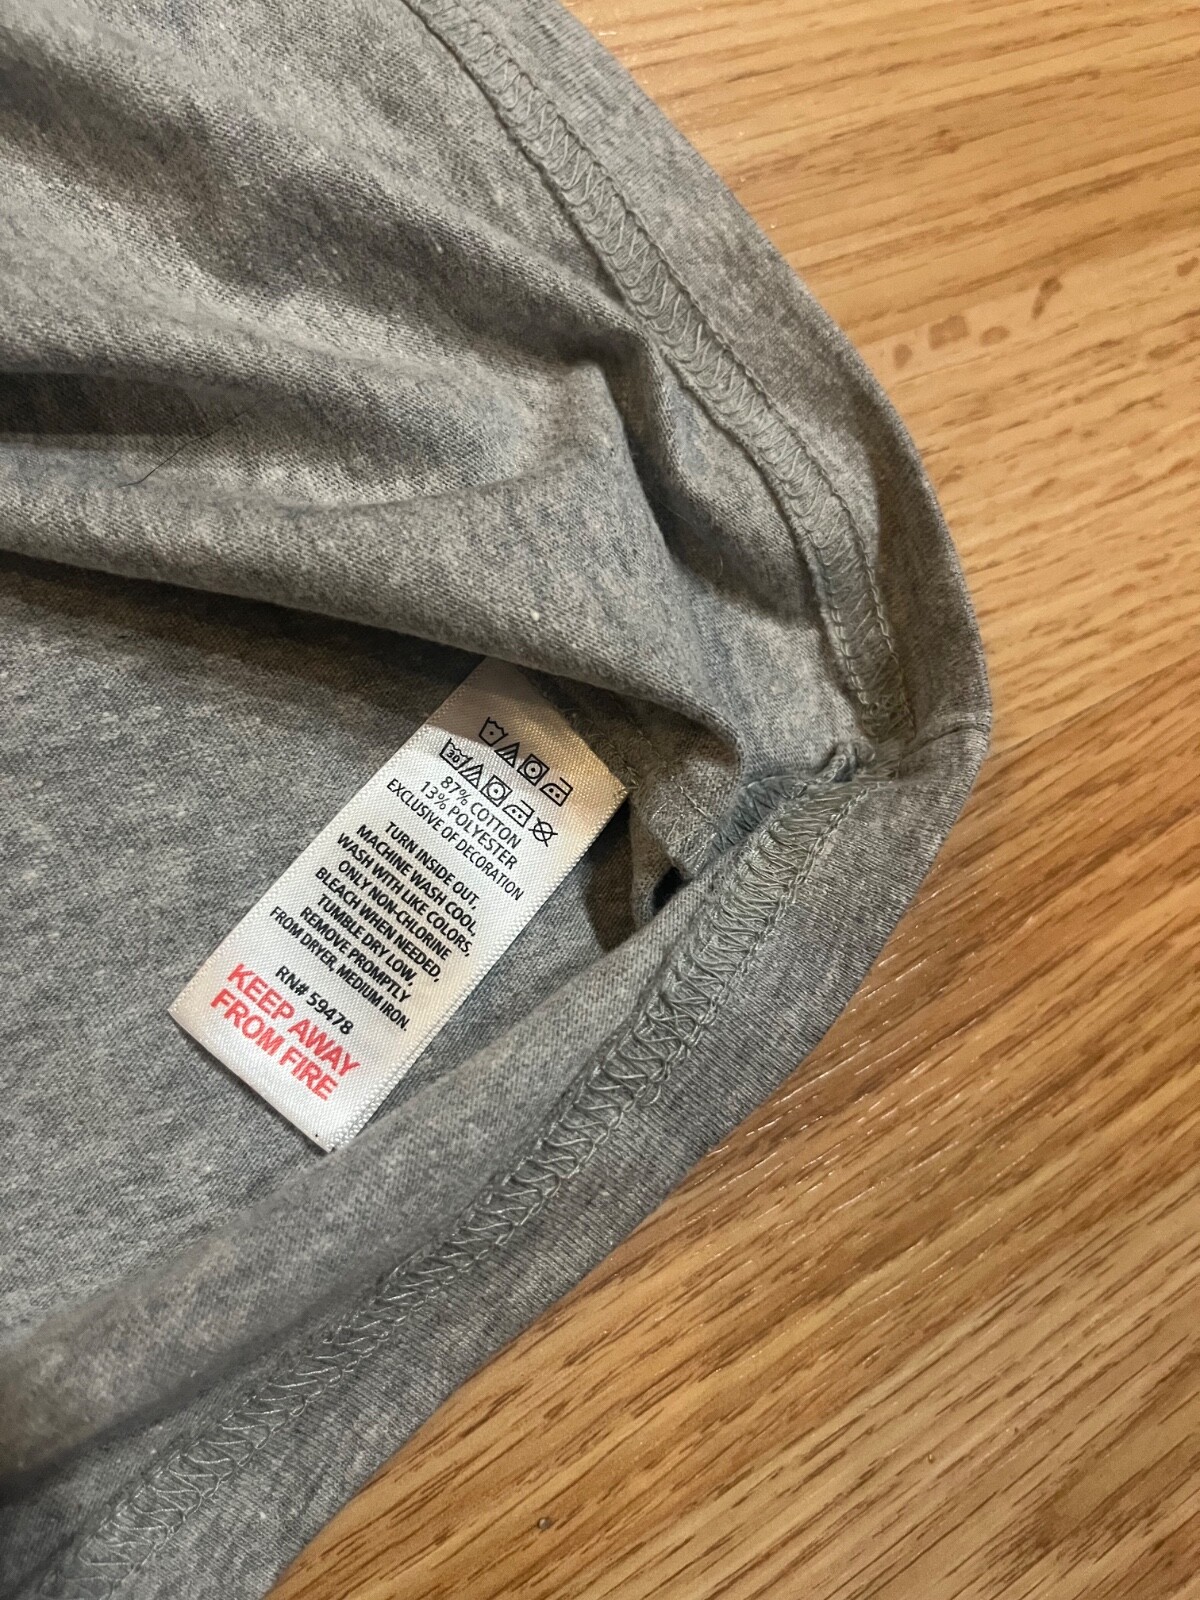 30
87% COTTON
13% POLYESTER
EXCLUSIVE OF DECORATION
TURN INSIDE OUT,
MACHINE WASH COOL,
WASH WITH LIKE COLORS,
ONLY NON-CHLORINE
BLEACH WHEN NEEDED,
TUMBLE DRY LOW,
REMOVE PROMPTLY
FROM DRYER, MEDIUM IRON.
RN# 59478
KEEP AWAY
FROM FIRE